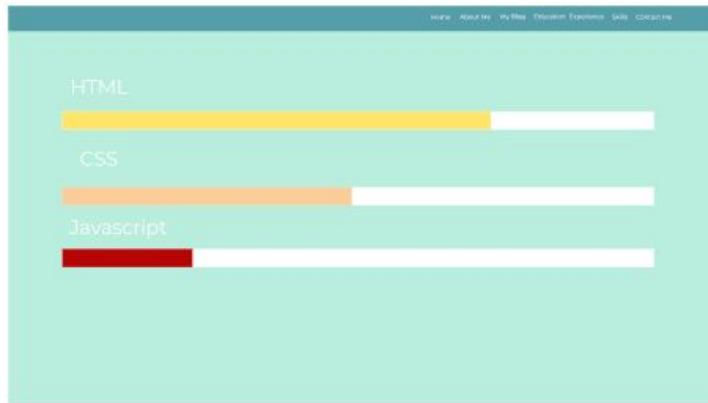 Home About Me My Files Education Experience Skills Contact Me
HTML
CSS
Javascript